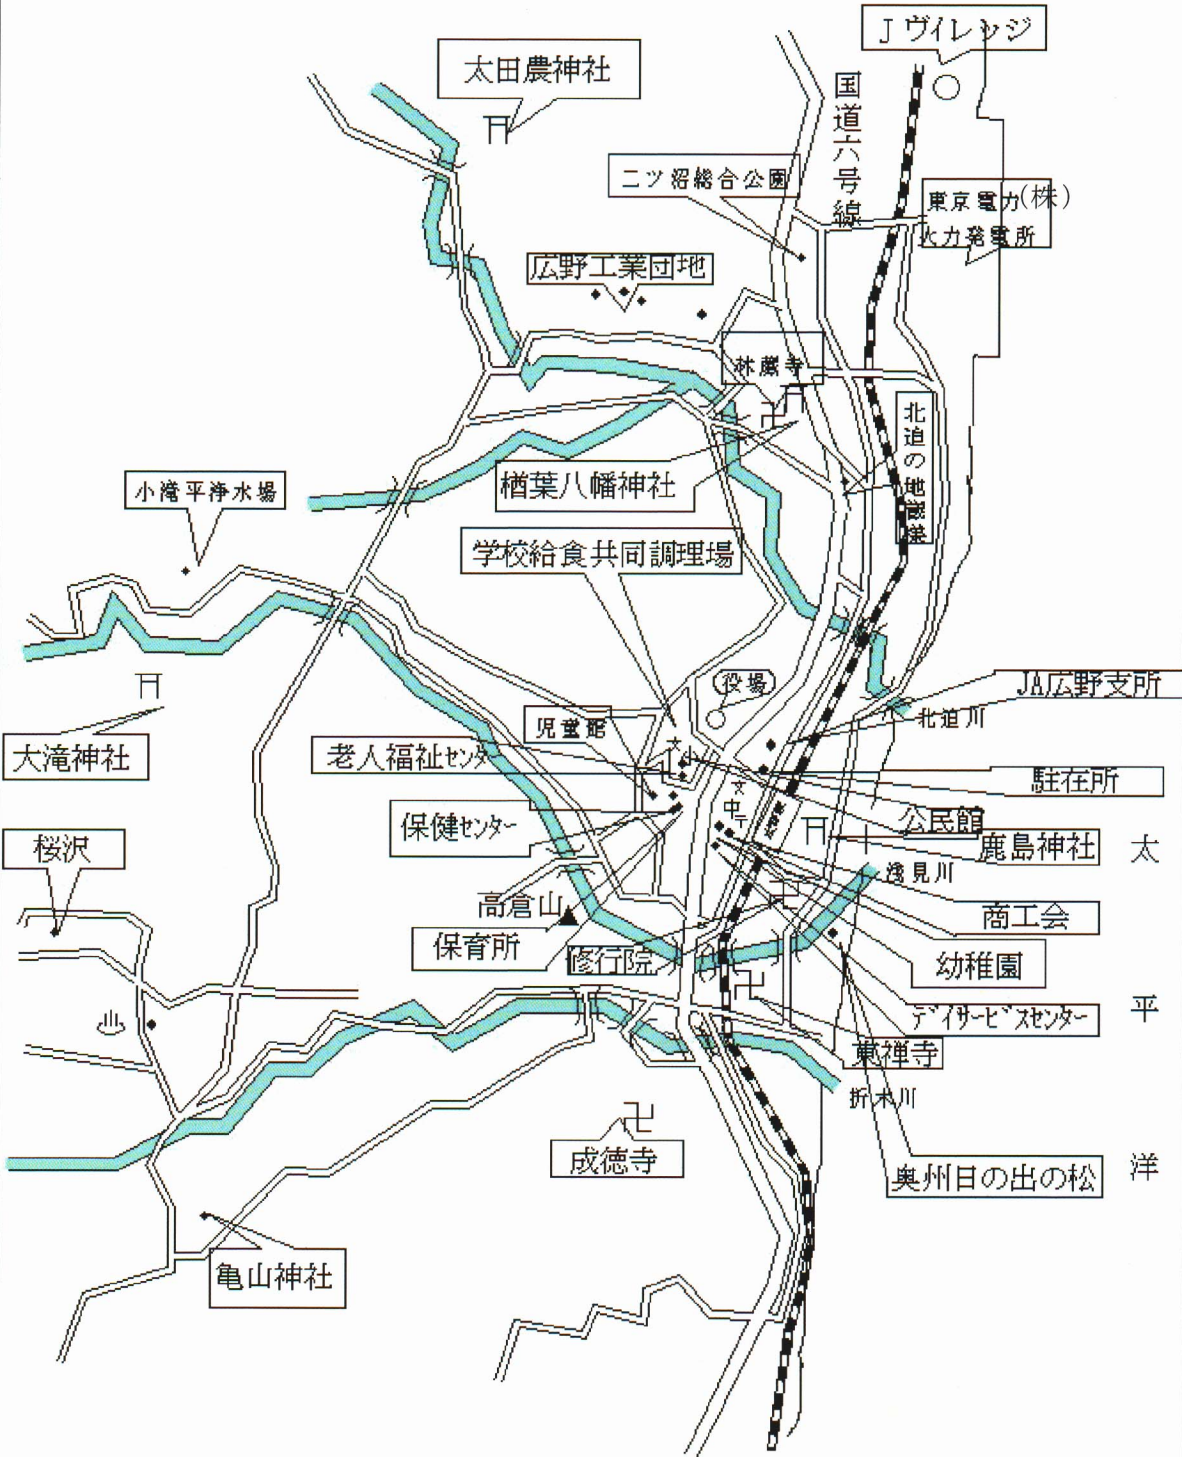 Jヴィレッジ
太田農神社
国道六号線
二ツ沼総合公園
東京電力(株)
火力発電所
広野工業団地
林蔵寺
北迫の地蔵様
楢葉八幡神社
小滝平浄水場
学校給食共同調理場
役場
JA広野支所
北迫川
児童館
大滝神社
老人福祉センター
文
小
駐在所
文
中
公民館
保健センター
鹿島神社
桜沢
浅見川
高倉山
商工会
保育所
修行院
幼稚園
デイサービスセンター
東禅寺
折木川
成徳寺
奥州日の出の松
亀山神社
太
平
洋